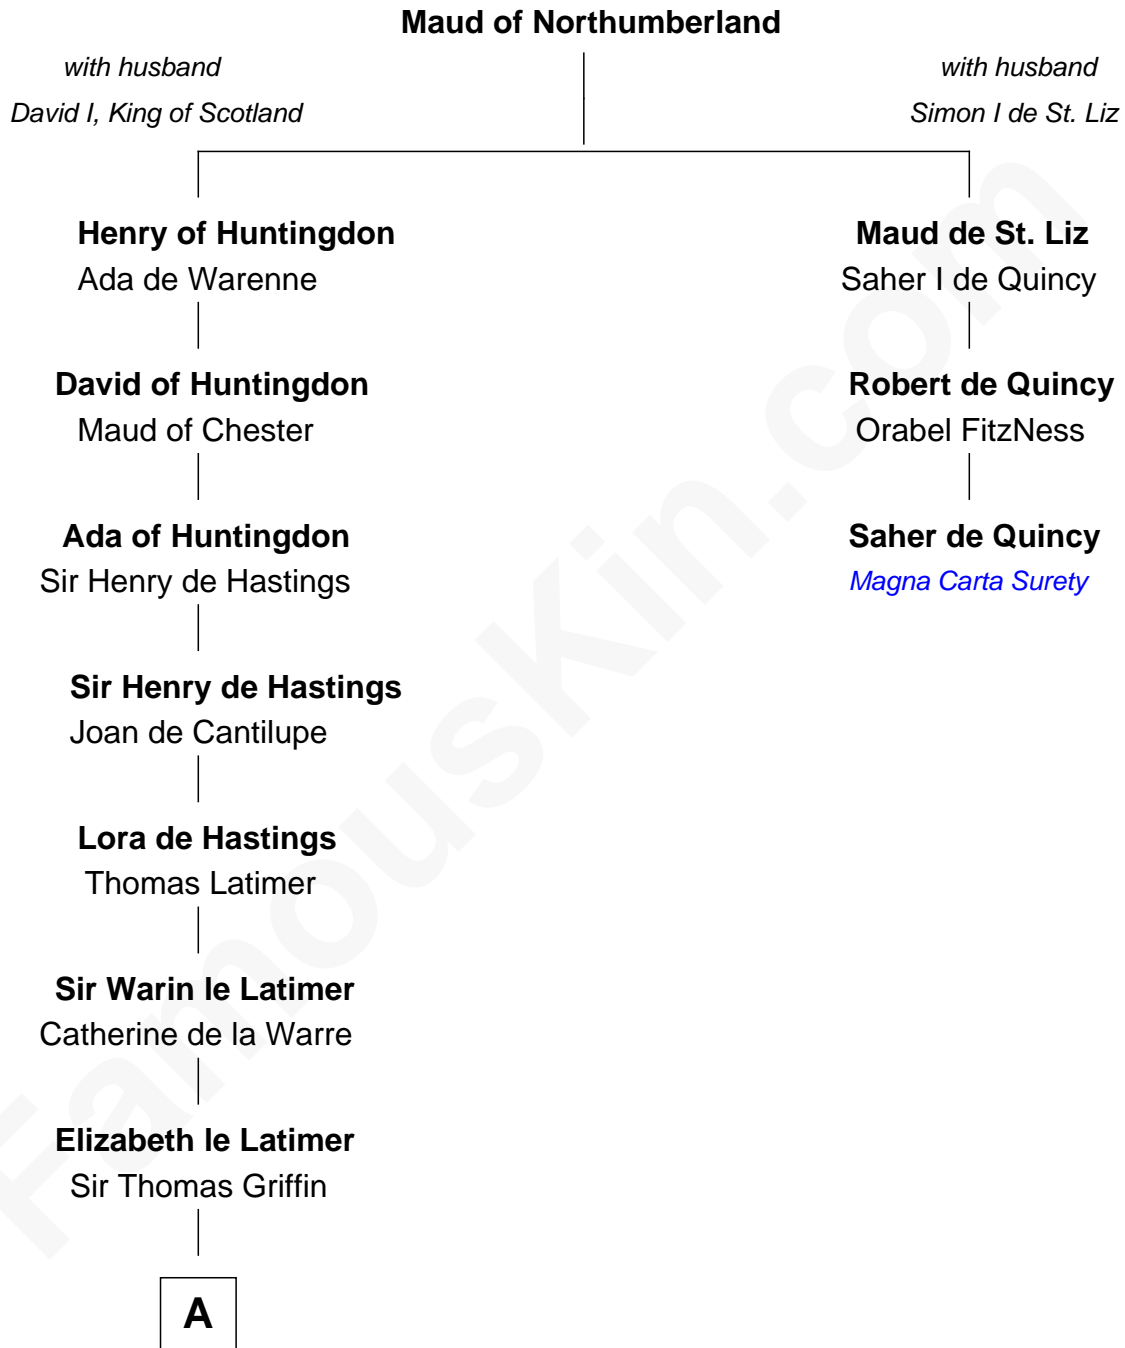 Maud of Northumberland
with husband
David I, King of Scotland
with husband
Simon I de St. Liz
Henry of Huntingdon
Ada de Warenne
Maud de St. Liz
Saher I de Quincy
David of Huntingdon
Maud of Chester
Robert de Quincy
Orabel FitzNess
Ada of Huntingdon
Sir Henry de Hastings
Saher de Quincy
Magna Carta Surety
Sir Henry de Hastings
Joan de Cantilupe
Lora de Hastings
Thomas Latimer
Sir Warin le Latimer
Catherine de la Warre
Elizabeth le Latimer
Sir Thomas Griffin
A
FamousKin.com